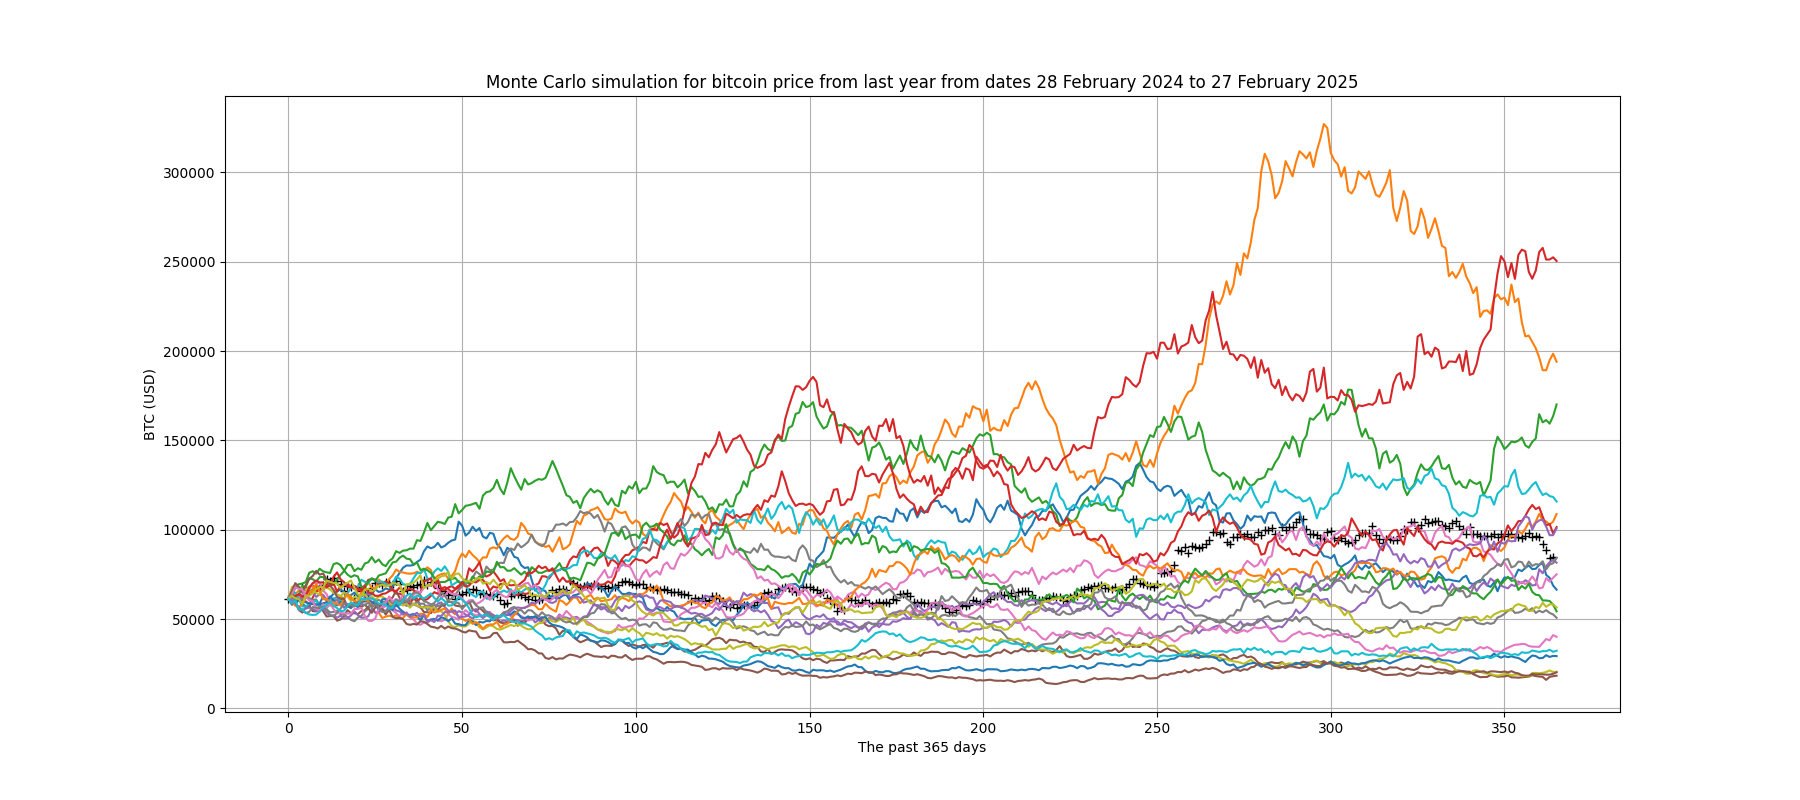 Monte Carlo simulation for bitcoin price from last year from dates 28 February 2024 to 27 February 2025
300000
250000
200000
150000
100000
50000
0
BTC (USD)
0 50 100 150 200 250 300 350
The past 365 days